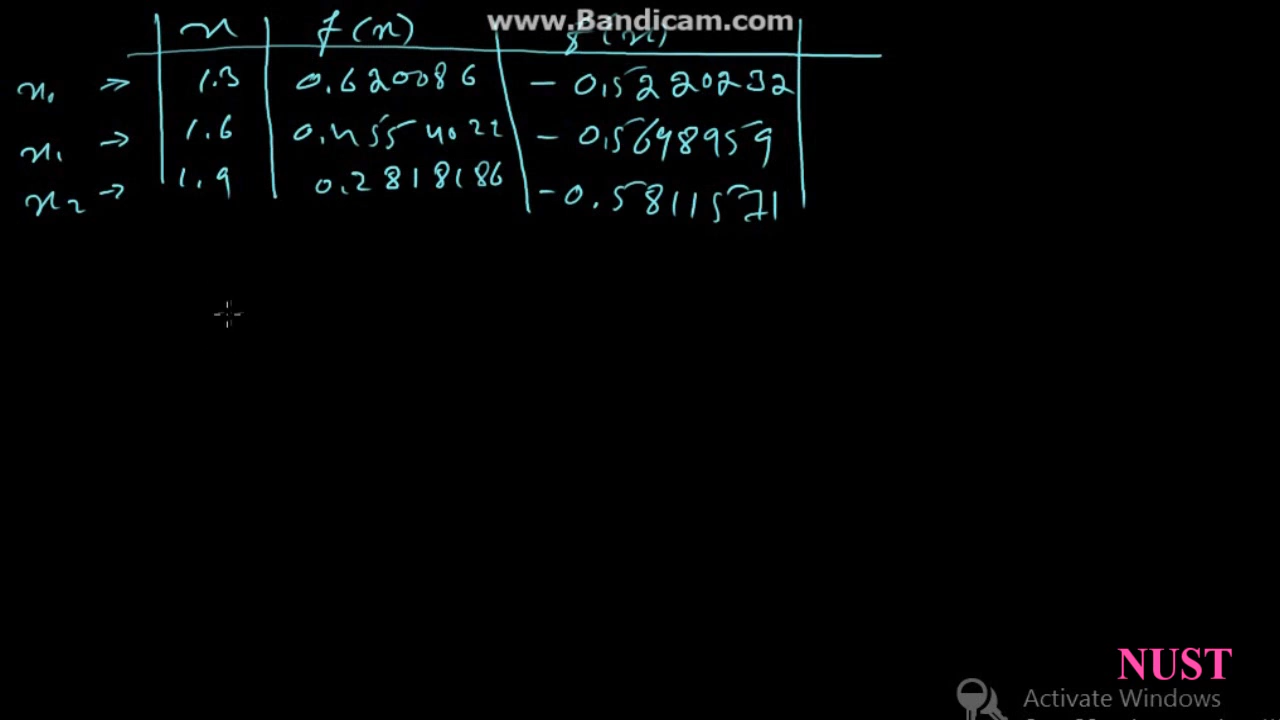 www.Bandicam.com
x f(x) f'(x)
x₀ → 1.3 0.620086 -0.5220232
x₁ → 1.6 0.4554022 -0.5698959
x₂ → 1.9 0.2818186 -0.5811571
NUST
Activate Windows